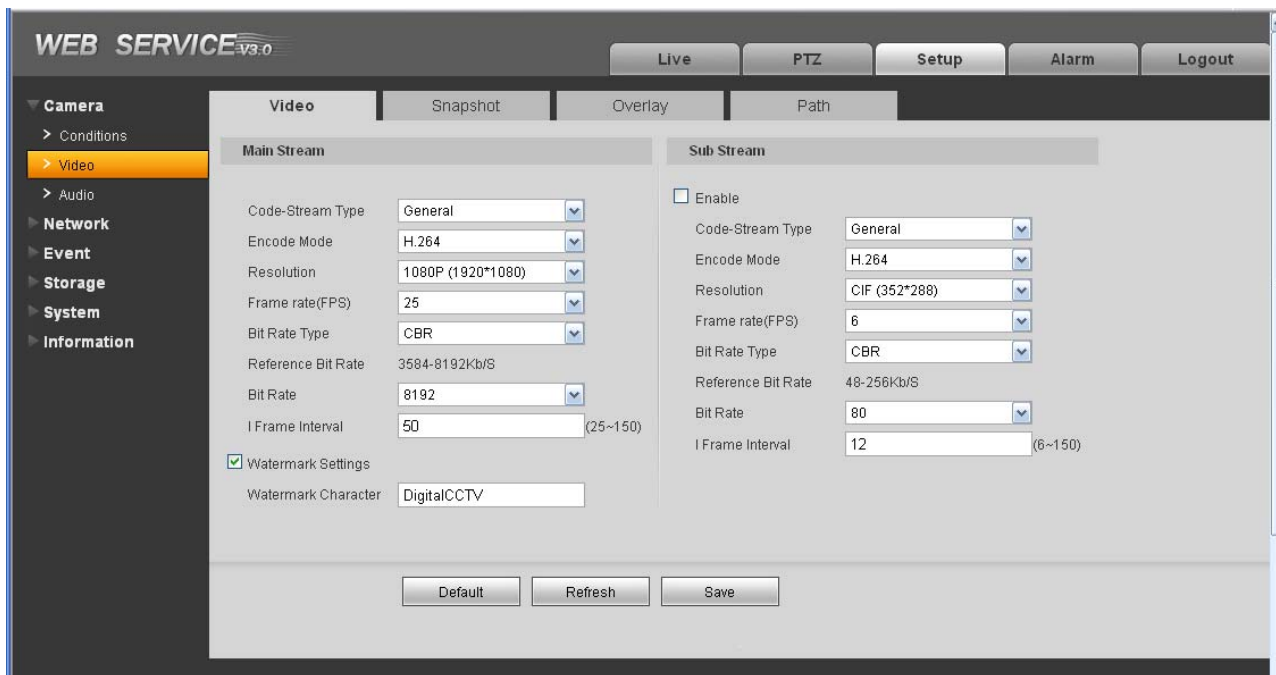 WEB SERVICE V3.0
Live PTZ Setup Alarm Logout
Camera
Conditions
Video
Audio
Network
Event
Storage
System
Information
Video Snapshot Overlay Path
Main Stream
Code-Stream Type General
Encode Mode H.264
Resolution 1080P (1920*1080)
Frame rate(FPS) 25
Bit Rate Type CBR
Reference Bit Rate 3584-8192Kb/S
Bit Rate 8192
I Frame Interval 50 (25~150)
Watermark Settings
Watermark Character DigitalCCTV
Sub Stream
Enable
Code-Stream Type General
Encode Mode H.264
Resolution CIF (352*288)
Frame rate(FPS) 6
Bit Rate Type CBR
Reference Bit Rate 48-256Kb/S
Bit Rate 80
I Frame Interval 12 (6~150)
Default Refresh Save